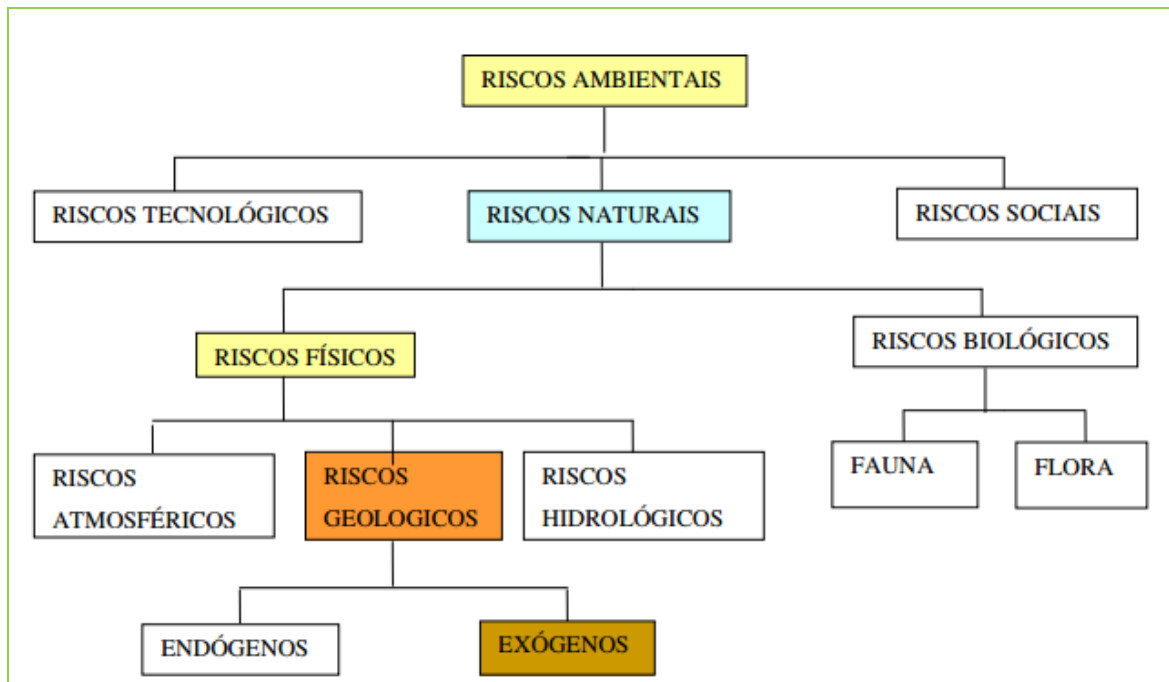 RISCOS AMBIENTAIS
RISCOS TECNOLÓGICOS
RISCOS NATURAIS
RISCOS SOCIAIS
RISCOS FÍSICOS
RISCOS BIOLÓGICOS
RISCOS
ATMOSFÉRICOS
RISCOS
GEOLOGICOS
RISCOS
HIDROLÓGICOS
FAUNA
FLORA
ENDÓGENOS
EXÓGENOS